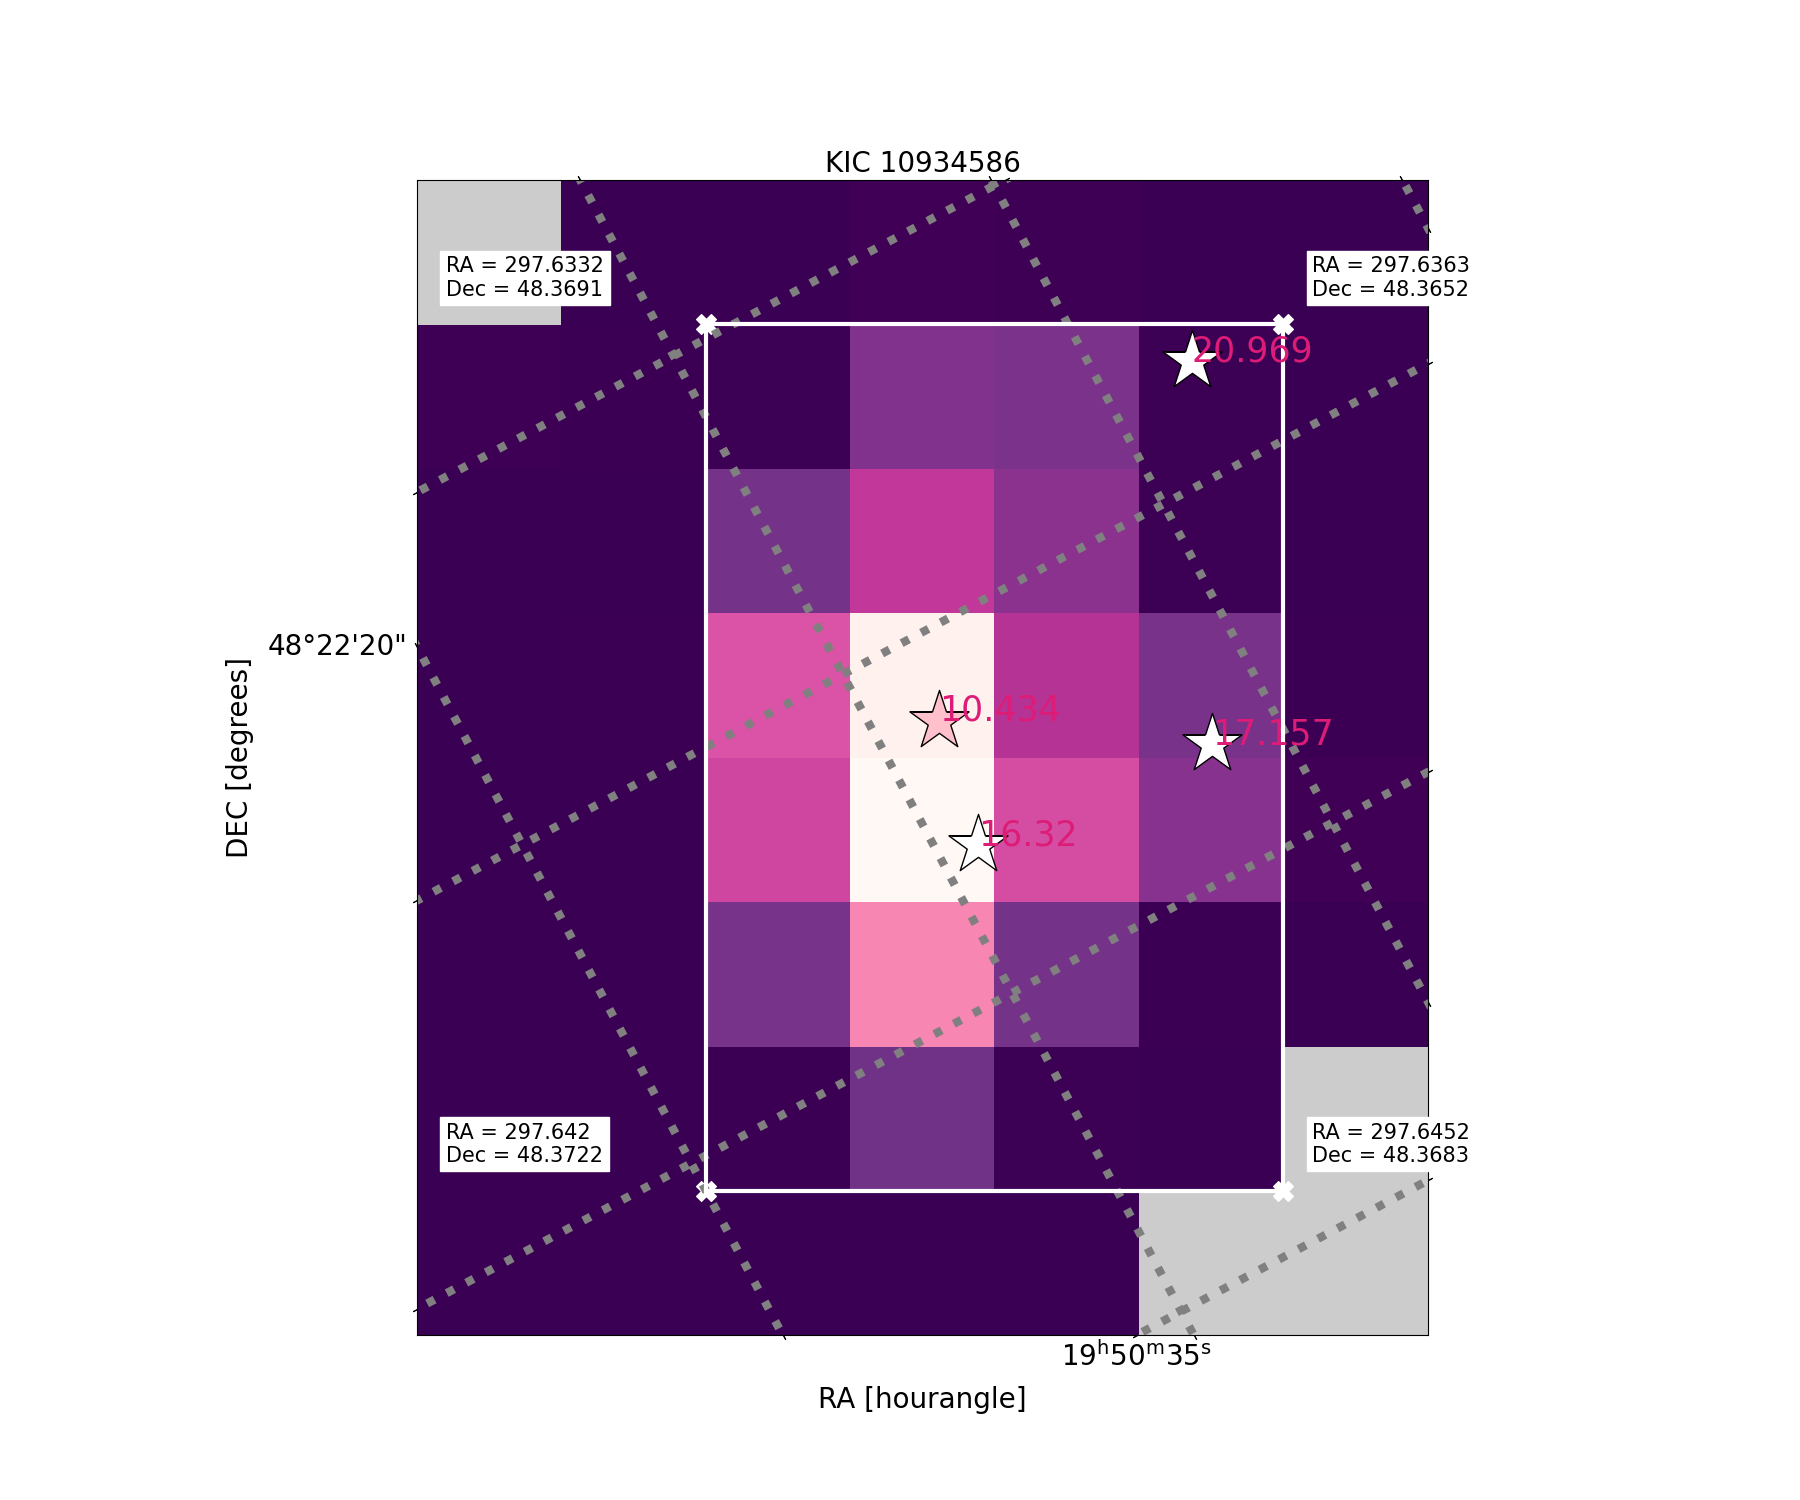 KIC 10934586
RA = 297.6332
Dec = 48.3691
RA = 297.6363
Dec = 48.3652
20.969
48°22'20"
10.434
17.157
16.32
DEC [degrees]
RA = 297.642
Dec = 48.3722
RA = 297.6452
Dec = 48.3683
19h50m35s
RA [hourangle]